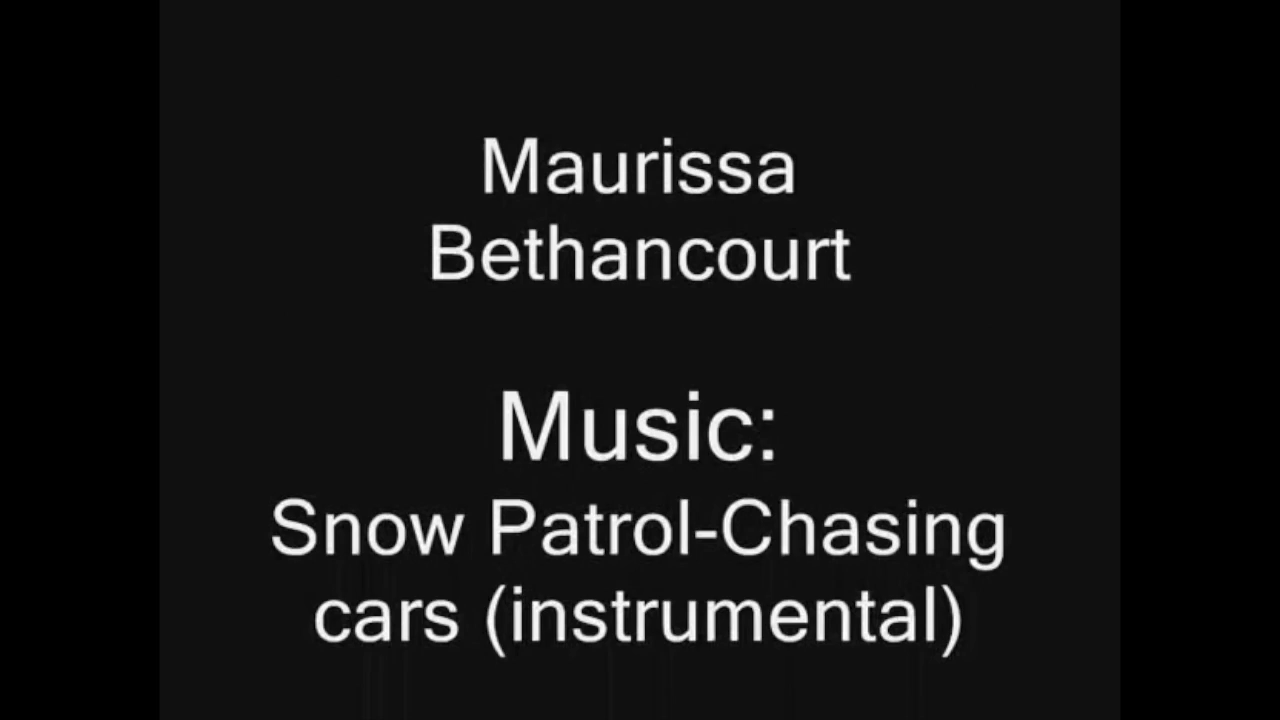 Maurissa
Bethancourt
Music:
Snow Patrol-Chasing
cars (instrumental)